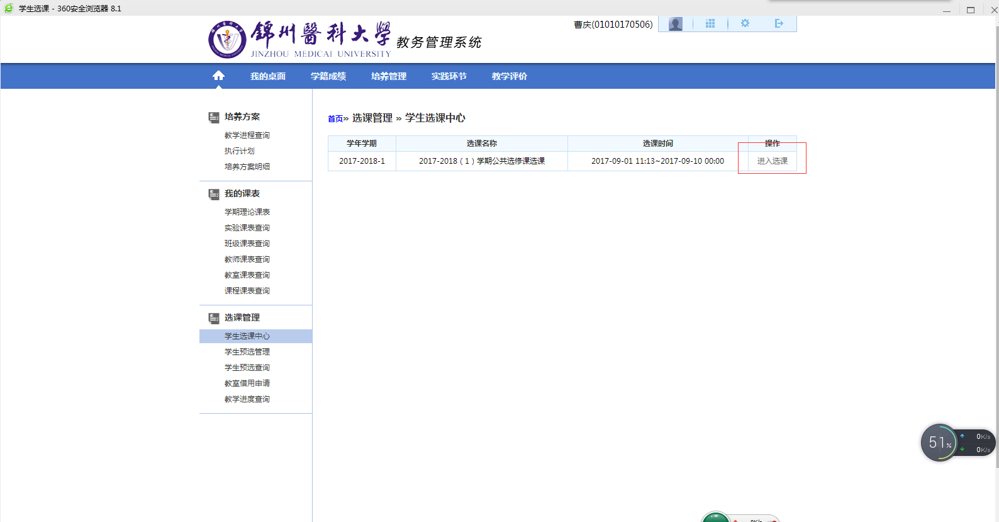 学生选课 - 360安全浏览器 8.1
錦州醫科大學
JINZHOU MEDICAL UNIVERSITY
教务管理系统
曹庆(01010170506)
我的桌面 学籍成绩 培养管理 实践环节 教学评价
培养方案
教学进程查询
执行计划
培养方案明细
我的课表
学期理论课表
实验课表查询
班级课表查询
教师课表查询
教室课表查询
课程课表查询
选课管理
学生选课中心
学生预选管理
学生预选查询
教室借用申请
教学进度查询
首页» 选课管理 » 学生选课中心
学年学期 选课名称 选课时间 操作
2017-2018-1 2017-2018（1）学期公共选修课选课 2017-09-01 11:13~2017-09-10 00:00 进入选课
51%
0K/s
0K/s